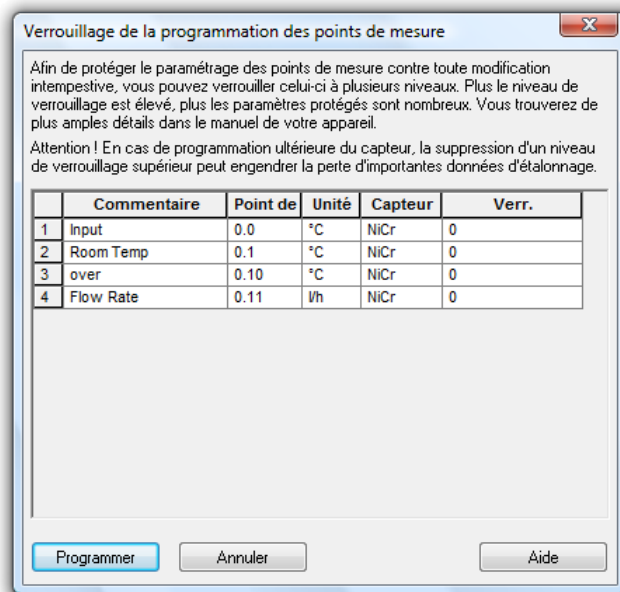 Verrouillage de la programmation des points de mesure
Afin de protéger le paramétrage des points de mesure contre toute modification
intempestive, vous pouvez verrouiller celui-ci à plusieurs niveaux. Plus le niveau de
verrouillage est élevé, plus les paramètres protégés sont nombreux. Vous trouverez de
plus amples détails dans le manuel de votre appareil.
Attention ! En cas de programmation ultérieure du capteur, la suppression d'un niveau
de verrouillage supérieur peut engendrer la perte d'importantes données d'étalonnage.
Commentaire Point de Unité Capteur Verr.
1 Input 0.0 °C NiCr 0
2 Room Temp 0.1 °C NiCr 0
3 over 0.10 °C NiCr 0
4 Flow Rate 0.11 l/h NiCr 0
Programmer Annuler Aide